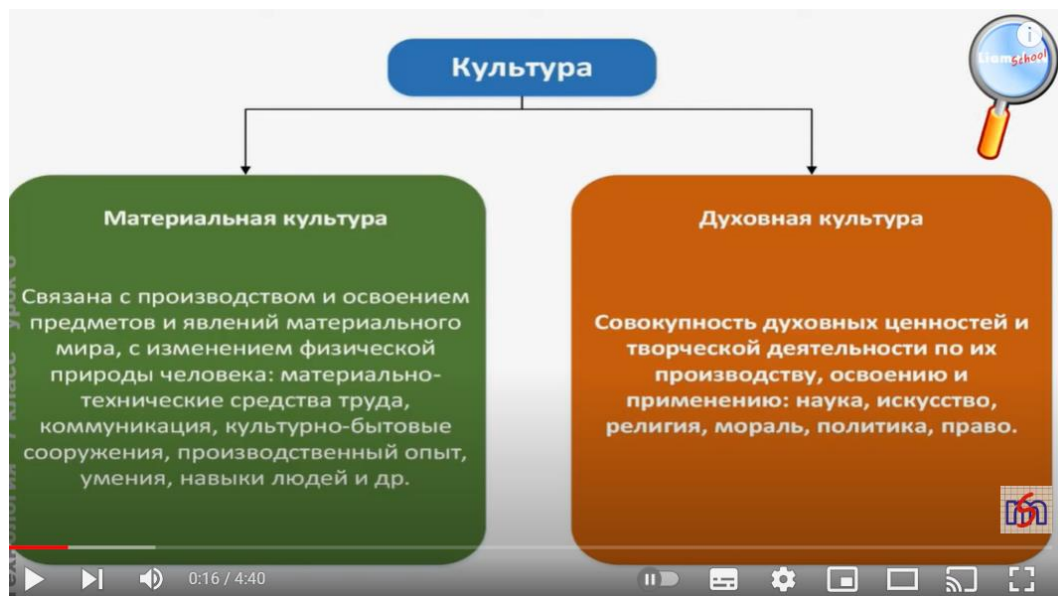 Культура
School
Материальная культура
Связана с производством и освоением
предметов и явлений материального
мира, с изменением физической
природы человека: материально-
технические средства труда,
коммуникация, культурно-бытовые
сооружения, производственный опыт,
умения, навыки людей и др.
Духовная культура
Совокупность духовных ценностей и
творческой деятельности по их
производству, освоению и
применению: наука, искусство,
религия, мораль, политика, право.
0:16 / 4:40